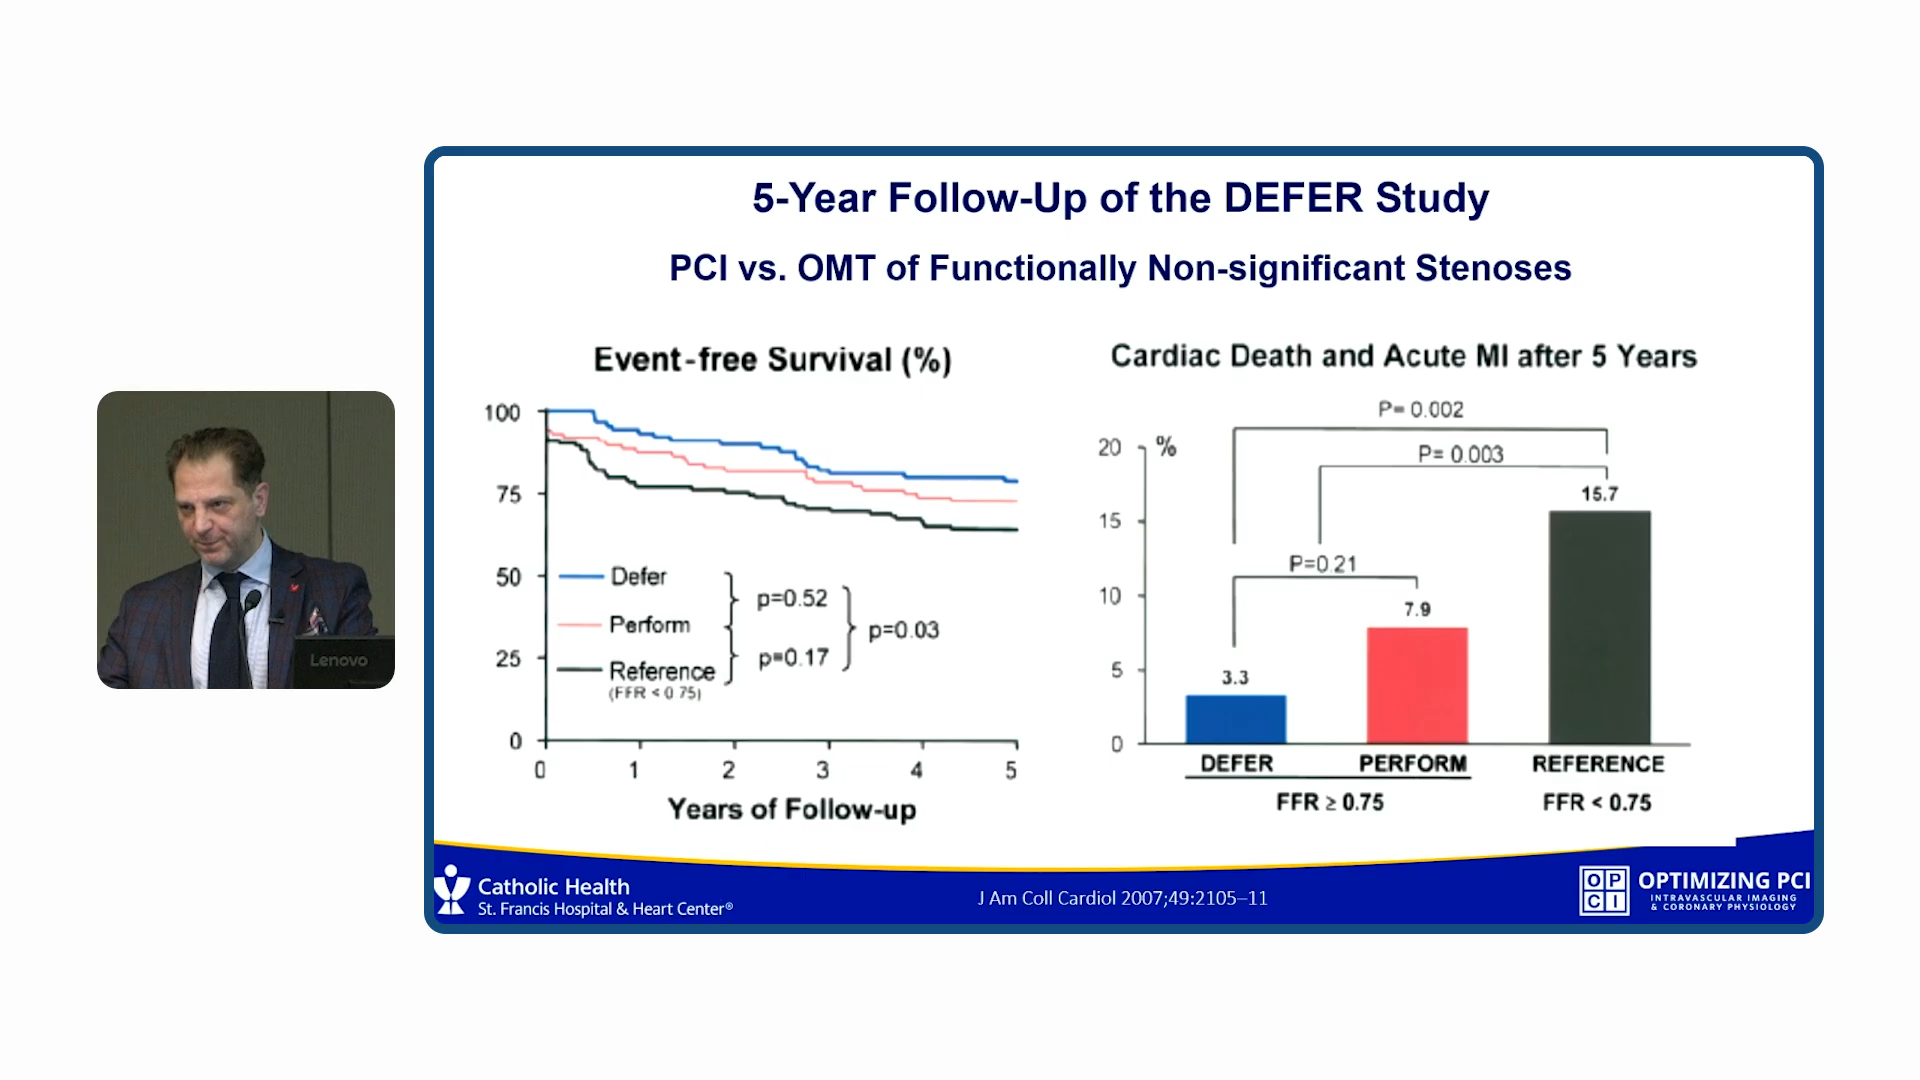 5-Year Follow-Up of the DEFER Study
PCI vs. OMT of Functionally Non-significant Stenoses
Event-free Survival (%)
100
75
50
25
0
Defer
Perform
Reference
(FFR < 0 75)
p=0.52
p=0.17
p=0.03
0 1 2 3 4 5
Years of Follow-up
Cardiac Death and Acute MI after 5 Years
P= 0.002
P= 0.003
P=0.21
20 %
15
10
5
0
3.3
7.9
15.7
DEFER PERFORM REFERENCE
FFR ≥ 0.75 FFR < 0.75
Lenovo
Catholic Health
St. Francis Hospital & Heart Center®
J Am Coll Cardiol 2007;49:2105–11
OP
CI
OPTIMIZING PCI
INTRAVASCULAR IMAGING
& CORONARY PHYSIOLOGY